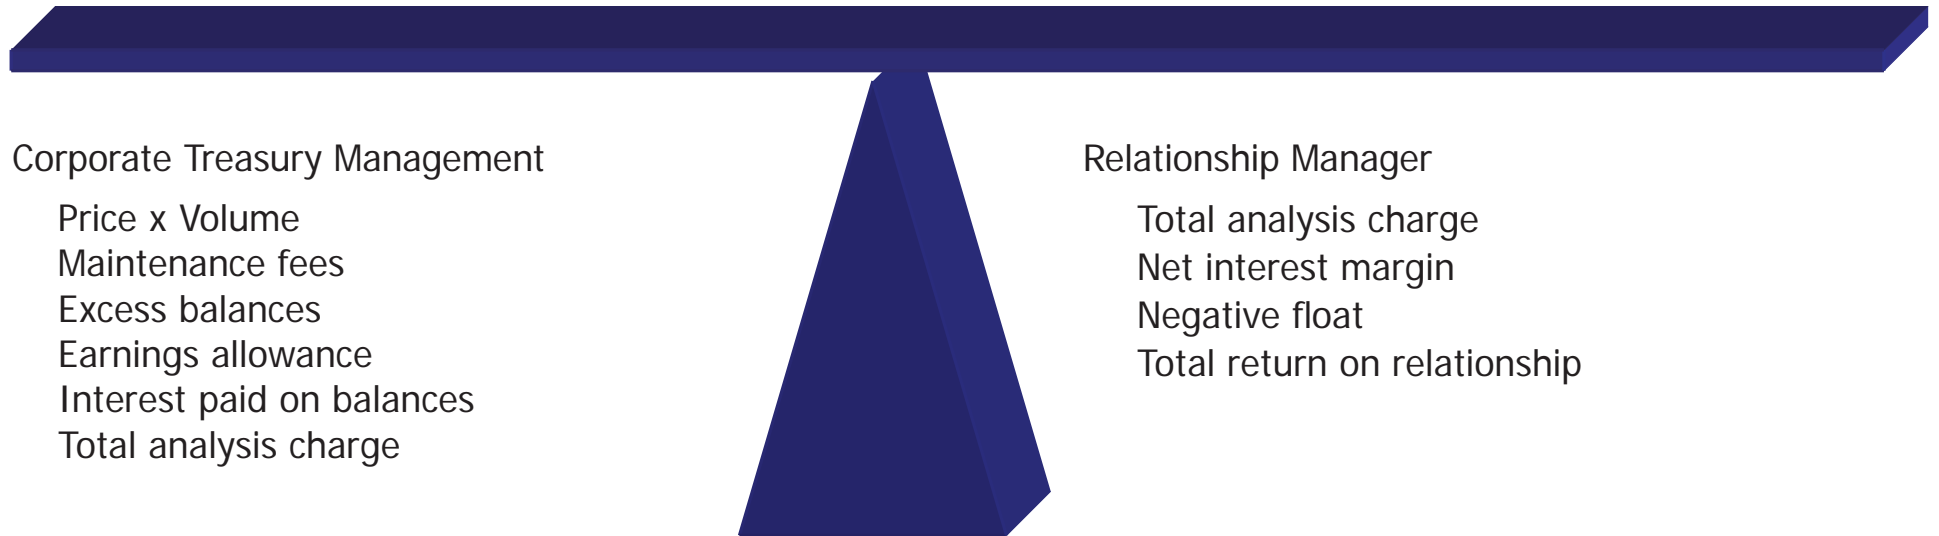 Corporate Treasury Management
Price x Volume
Maintenance fees
Excess balances
Earnings allowance
Interest paid on balances
Total analysis charge
Relationship Manager
Total analysis charge
Net interest margin
Negative float
Total return on relationship